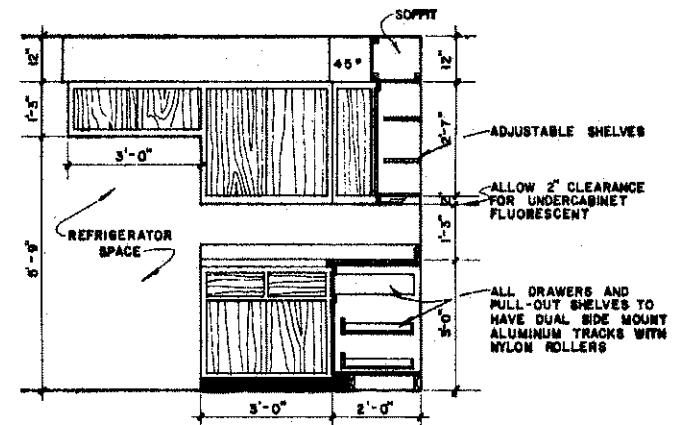 SOFFIT
12"
45°
12"
1'-3"
2'-7"
ADJUSTABLE SHELVES
3'-0"
ALLOW 2" CLEARANCE
FOR UNDERCABINET
FLUORESCENT
2"
1'-3"
REFRIGERATOR
SPACE
5'-9"
ALL DRAWERS AND
PULL-OUT SHELVES TO
HAVE DUAL SIDE MOUNT
ALUMINUM TRACKS WITH
NYLON ROLLERS
3'-0"
3'-0"
2'-0"